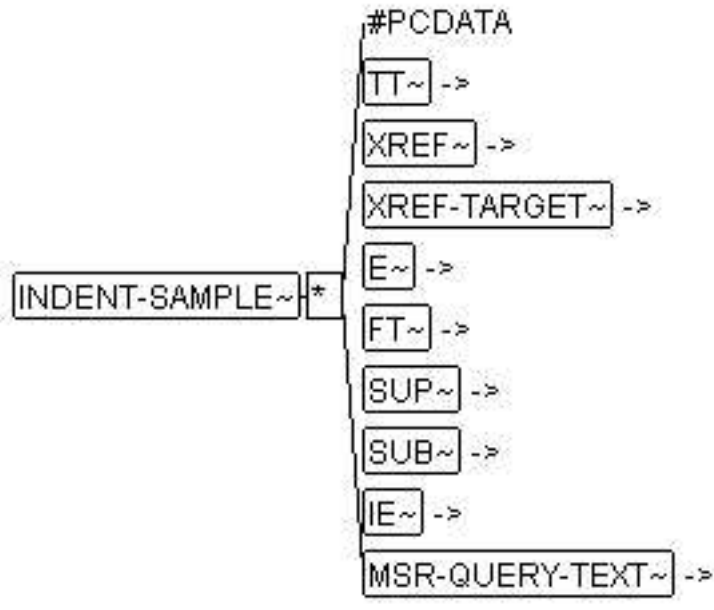 #PCDATA
TT~ ->
XREF~ ->
XREF-TARGET~ ->
E~ ->
INDENT-SAMPLE~ *
FT~ ->
SUP~ ->
SUB~ ->
IE~ ->
MSR-QUERY-TEXT~ ->